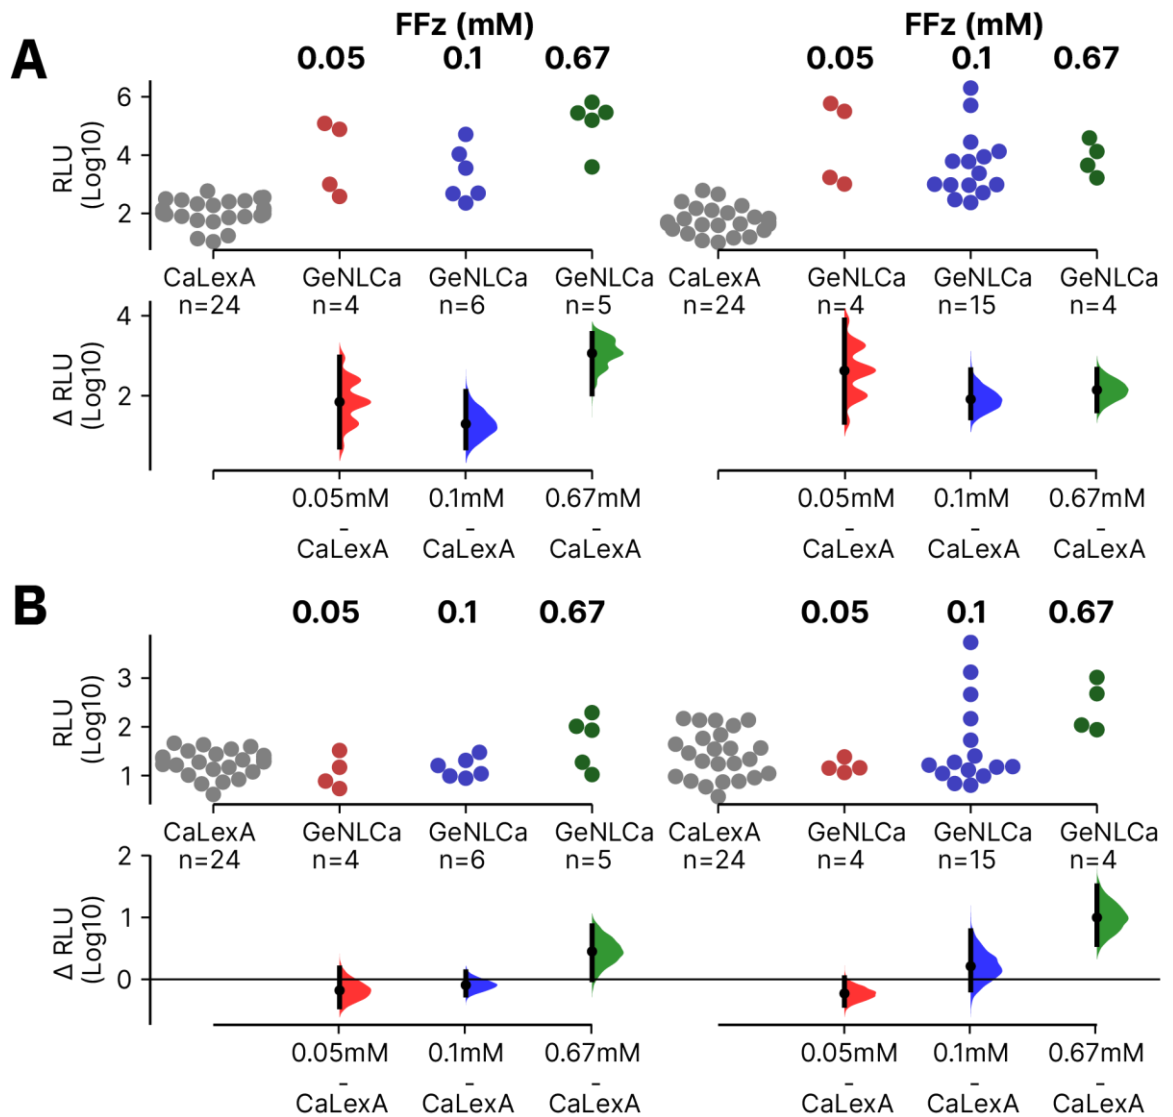 FFz (mM) FFz (mM)
A 0.05 0.1 0.67 0.05 0.1 0.67
RLU
(Log10)
6
4
2
CaLexA GeNLCa GeNLCa GeNLCa CaLexA GeNLCa GeNLCa GeNLCa
n=24 n=4 n=6 n=5 n=24 n=4 n=15 n=4
Δ RLU
(Log10)
4
2
0.05mM 0.1mM 0.67mM 0.05mM 0.1mM 0.67mM
- - - - - -
CaLexA CaLexA CaLexA CaLexA CaLexA CaLexA
B 0.05 0.1 0.67 0.05 0.1 0.67
RLU
(Log10)
3
2
1
CaLexA GeNLCa GeNLCa GeNLCa CaLexA GeNLCa GeNLCa GeNLCa
n=24 n=4 n=6 n=5 n=24 n=4 n=15 n=4
Δ RLU
(Log10)
2
1
0
0.05mM 0.1mM 0.67mM 0.05mM 0.1mM 0.67mM
- - - - - -
CaLexA CaLexA CaLexA CaLexA CaLexA CaLexA